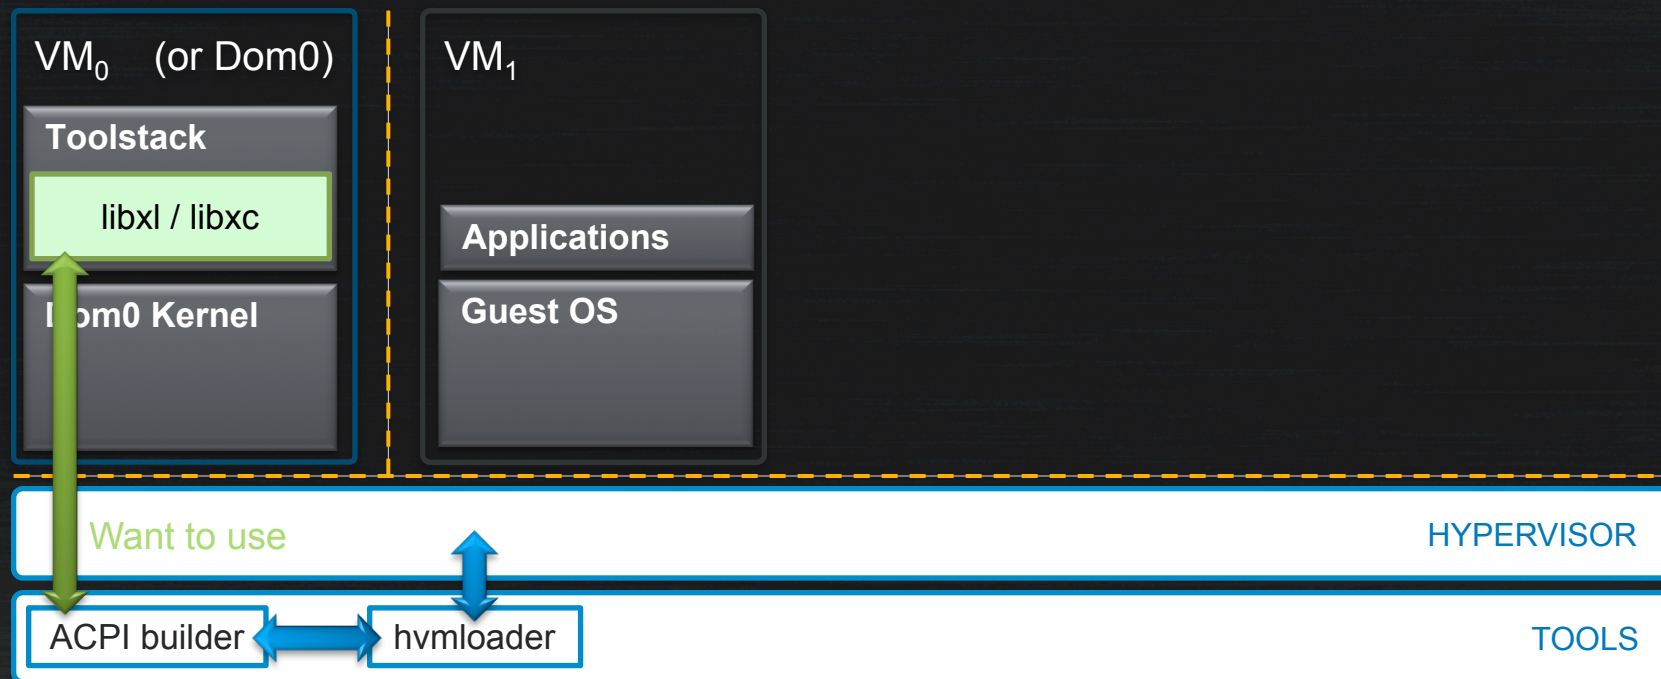 VM0 (or Dom0)
Toolstack
libxl / libxc
Dom0 Kernel
VM1
Applications
Guest OS
Want to use
HYPERVISOR
ACPI builder
hvmloader
TOOLS